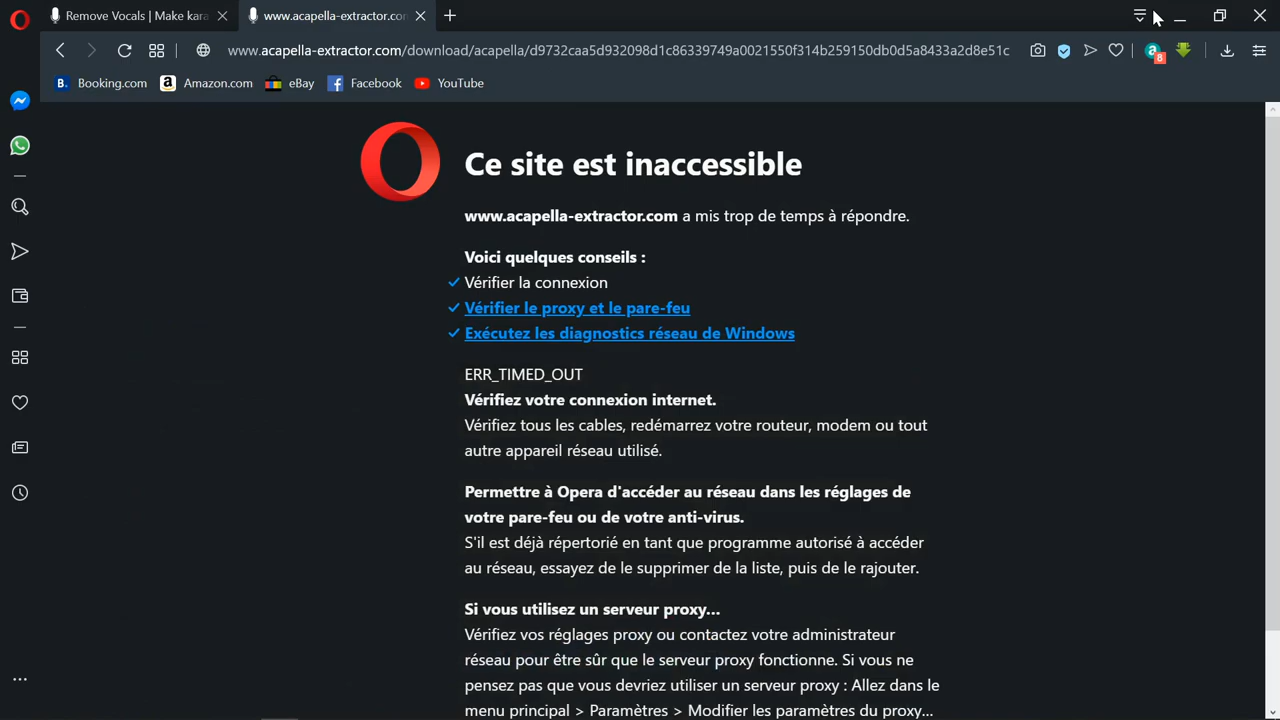 Remove Vocals | Make kara
www.acapella-extractor.co
www.acapella-extractor.com/download/acapella/d9732caa5d932098d1c86339749a0021550f314b259150db0d5a8433a2d8e51c
8
B. Booking.com
a Amazon.com
eBay
Facebook
YouTube
Ce site est inaccessible
www.acapella-extractor.com a mis trop de temps à répondre.
Voici quelques conseils :
Vérifier la connexion
Vérifier le proxy et le pare-feu
Exécutez les diagnostics réseau de Windows
ERR_TIMED_OUT
Vérifiez votre connexion internet.
Vérifiez tous les cables, redémarrez votre routeur, modem ou tout
autre appareil réseau utilisé.
Permettre à Opera d'accéder au réseau dans les réglages de
votre pare-feu ou de votre anti-virus.
S'il est déjà répertorié en tant que programme autorisé à accéder
au réseau, essayez de le supprimer de la liste, puis de le rajouter.
Si vous utilisez un serveur proxy...
Vérifiez vos réglages proxy ou contactez votre administrateur
réseau pour être sûr que le serveur proxy fonctionne. Si vous ne
pensez pas que vous devriez utiliser un serveur proxy : Allez dans le
menu principal > Paramètres > Modifier les paramètres du proxy...